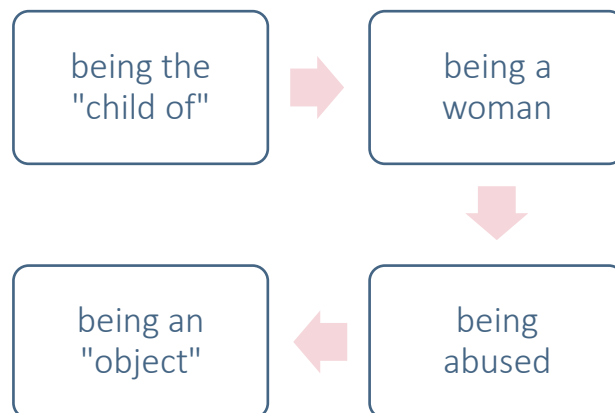 being the
"child of"
being a
woman
being
abused
being an
"object"